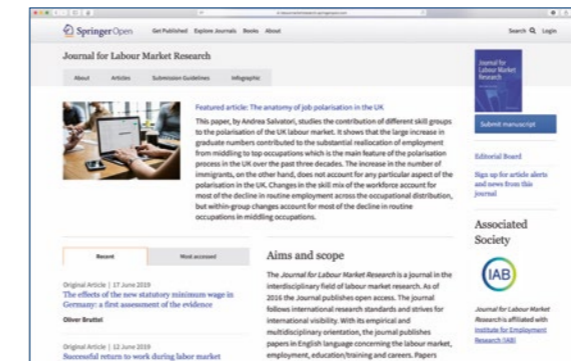 Springer Open
Get Published Explore Journals Books About
Search Login
Journal for Labour Market Research
About Articles Submission Guidelines Infographic
Featured article: The anatomy of job polarisation in the UK
This paper, by Andrea Salvatori, studies the contribution of different skill groups
to the polarisation of the UK labour market. It shows that the large increase in
graduate numbers contributed to the substantial reallocation of employment
from middling to top occupations which is the main feature of the polarisation
process in the UK over the past three decades. The increase in the number of
immigrants, on the other hand, does not account for any particular aspect of the
polarisation in the UK. Changes in the skill mix of the workforce account for
most of the decline in routine employment across the occupational distribution,
but within-group changes account for most of the decline in routine
occupations in middling occupations.
Journal for
Labour Market
Research
Submit manuscript
Editorial Board
Sign up for article alerts
and news from this
journal
Associated
Society
IAB
Journal for Labour Market
Research is affiliated with
Institute for Employment
Research (IAB)
Recent Most accessed
Original Article | 17 June 2019
The effects of the new statutory minimum wage in
Germany: a first assessment of the evidence
Oliver Bruttel
Original Article | 12 June 2019
Successful return to work during labor market
Aims and scope
The Journal for Labour Market Research is a journal in the
interdisciplinary field of labour market research. As of
2016 the Journal publishes open access. The journal
follows international research standards and strives for
international visibility. With its empirical and
multidisciplinary orientation, the journal publishes
papers in English language concerning the labour market,
employment, education/training and careers. Papers